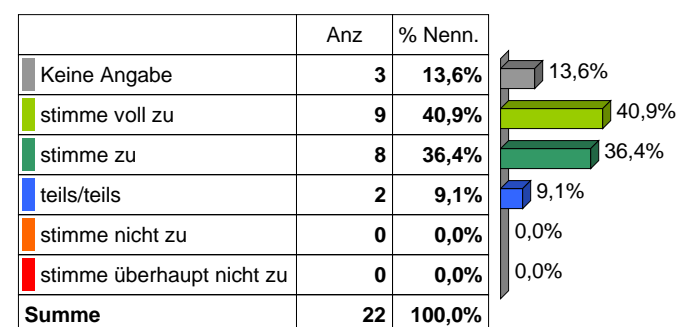 Anz % Nenn.
Keine Angabe 3 13,6% 13,6%
stimme voll zu 9 40,9% 40,9%
stimme zu 8 36,4% 36,4%
teils/teils 2 9,1% 9,1%
stimme nicht zu 0 0,0% 0,0%
stimme überhaupt nicht zu 0 0,0% 0,0%
Summe 22 100,0%